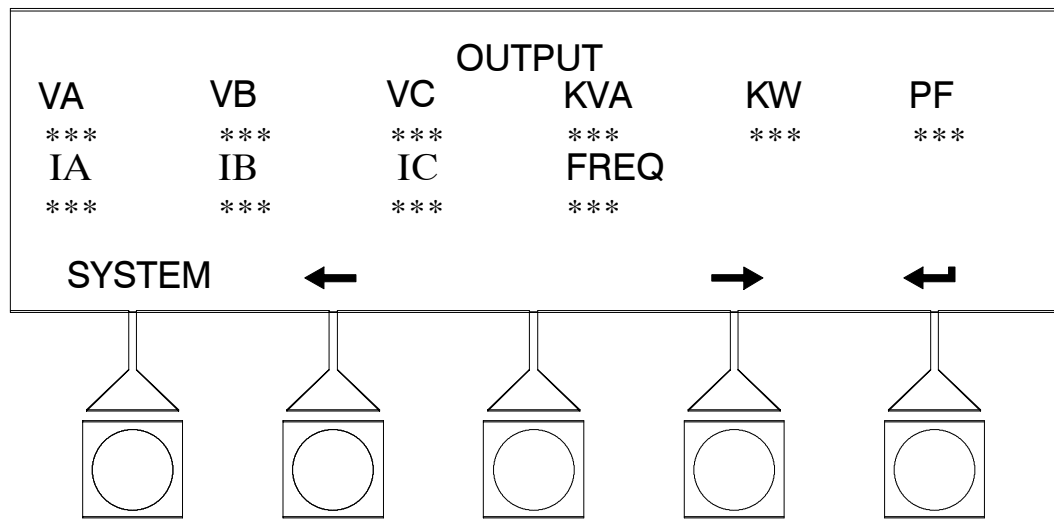 OUTPUT
VA VB VC KVA KW PF
*** *** *** *** *** ***
IA IB IC FREQ
*** *** *** ***
SYSTEM ← → ↵